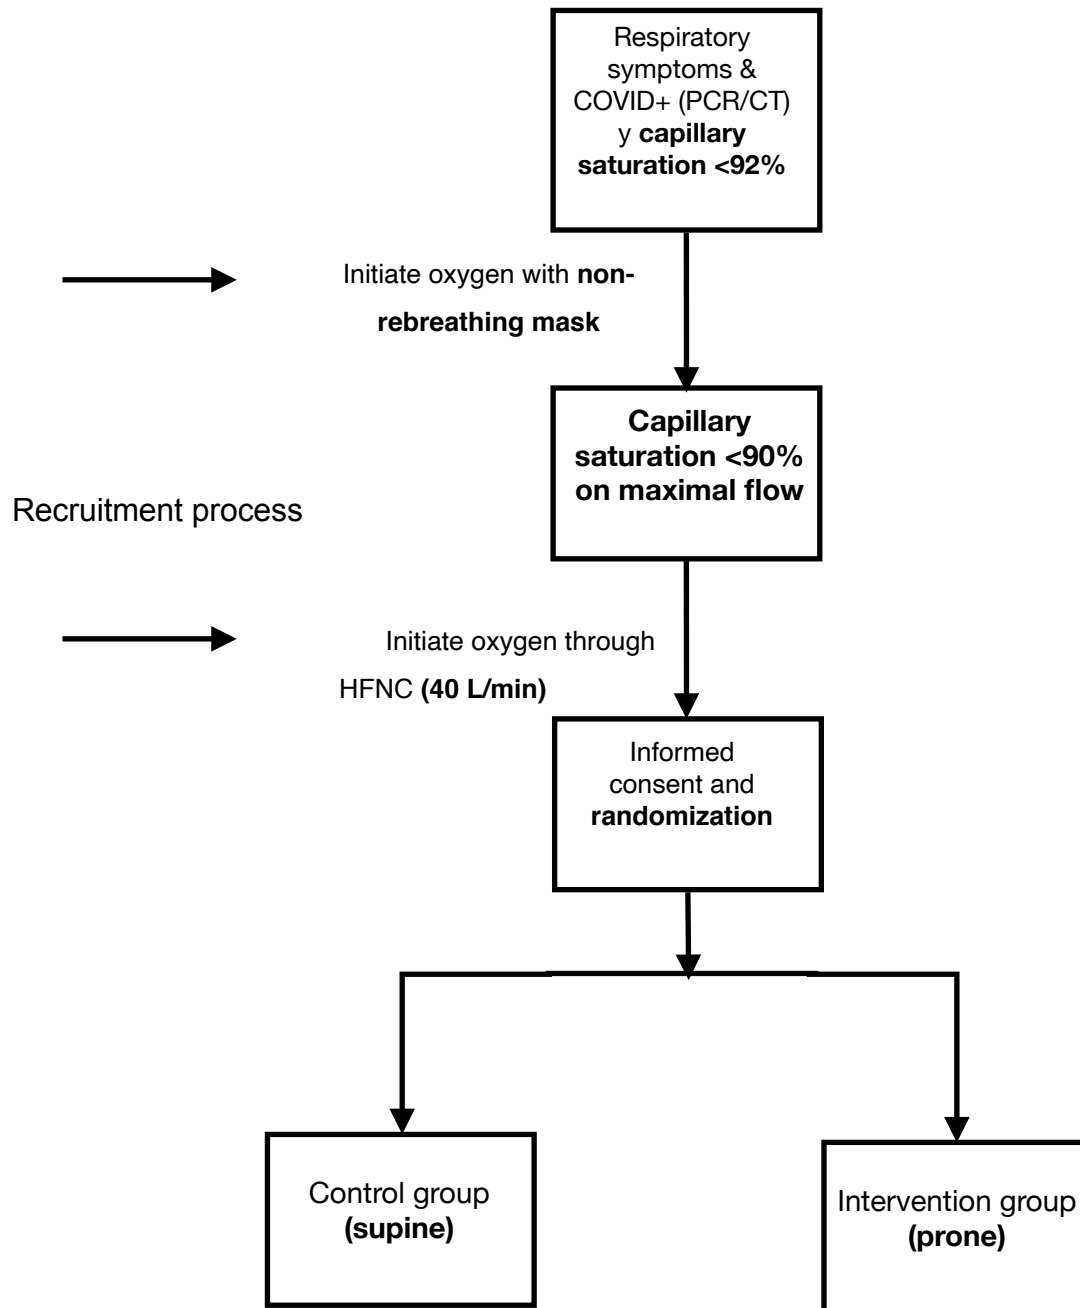 Respiratory
symptoms &
COVID+ (PCR/CT)
y capillary
saturation <92%
Initiate oxygen with non-
rebreathing mask
Capillary
saturation <90%
on maximal flow
Recruitment process
Initiate oxygen through
HFNC (40 L/min)
Informed
consent and
randomization
Control group
(supine)
Intervention group
(prone)